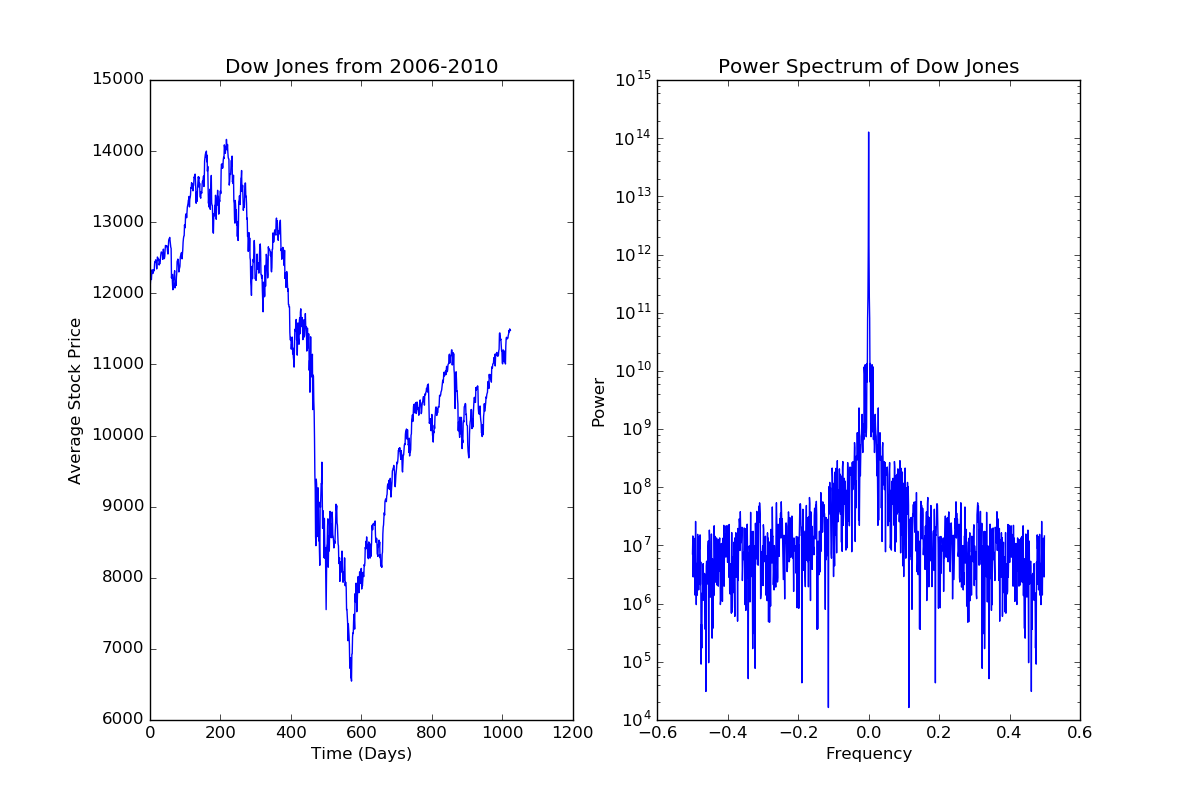 Dow Jones from 2006-2010
15000
14000
13000
12000
11000
10000
9000
8000
7000
6000
Average Stock Price
0 200 400 600 800 1000 1200
Time (Days)
Power Spectrum of Dow Jones
10^15
10^14
10^13
10^12
10^11
10^10
10^9
10^8
10^7
10^6
10^5
10^4
Power
−0.6 −0.4 −0.2 0.0 0.2 0.4 0.6
Frequency